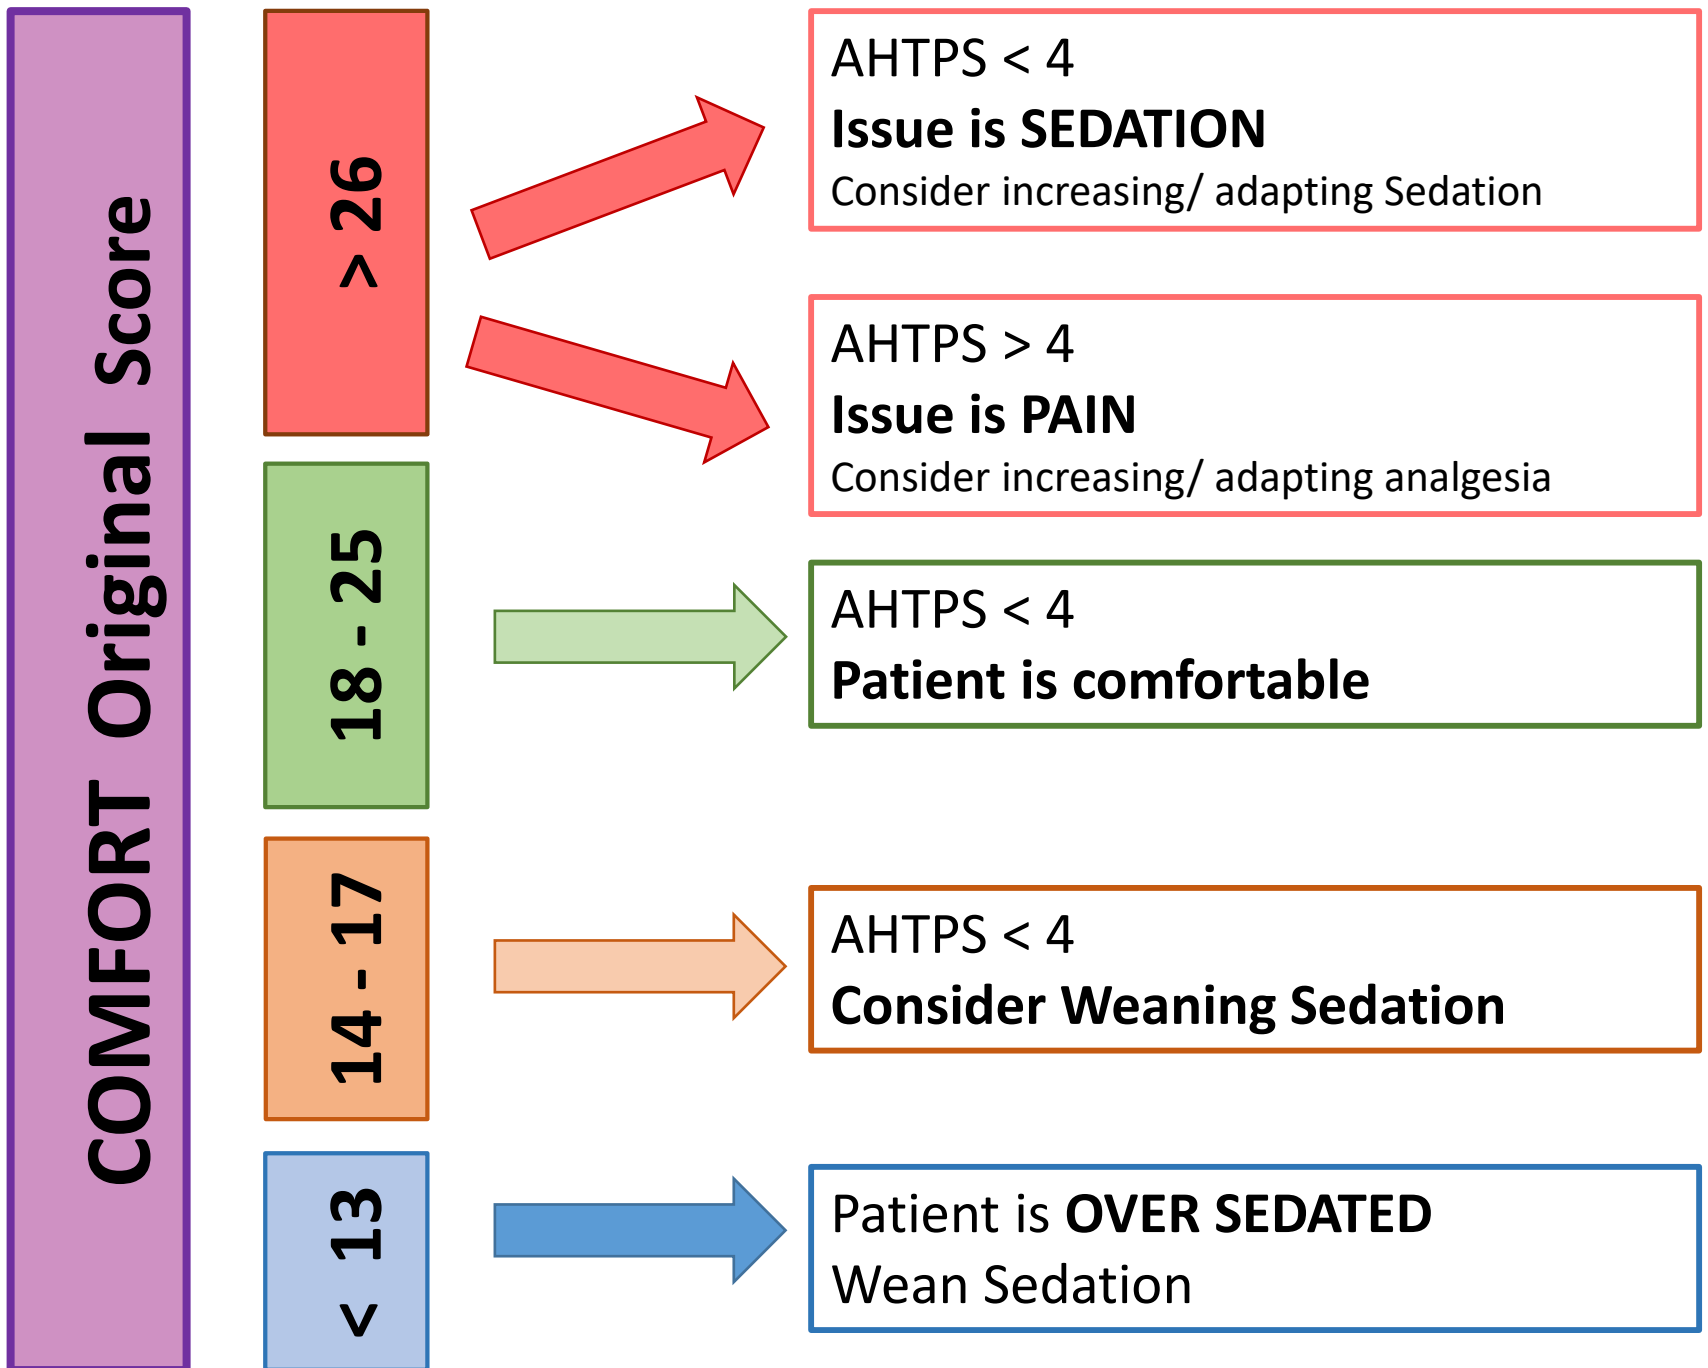 COMFORT Original Score
> 26
AHTPS < 4
Issue is SEDATION
Consider increasing/ adapting Sedation
AHTPS > 4
Issue is PAIN
Consider increasing/ adapting analgesia
18 - 25
AHTPS < 4
Patient is comfortable
14 - 17
AHTPS < 4
Consider Weaning Sedation
< 13
Patient is OVER SEDATED
Wean Sedation